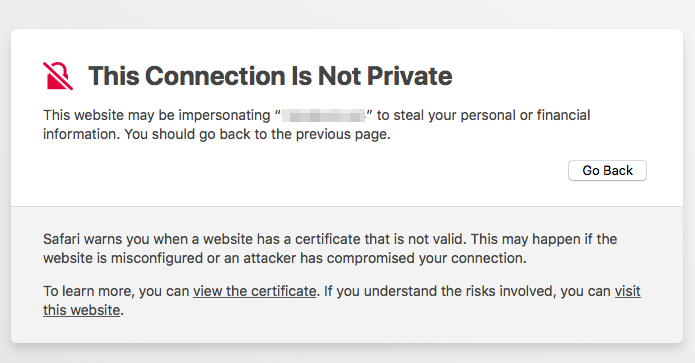 This Connection Is Not Private
This website may be impersonating “ ” to steal your personal or financial
information. You should go back to the previous page.
Go Back
Safari warns you when a website has a certificate that is not valid. This may happen if the
website is misconfigured or an attacker has compromised your connection.
To learn more, you can view the certificate. If you understand the risks involved, you can visit
this website.